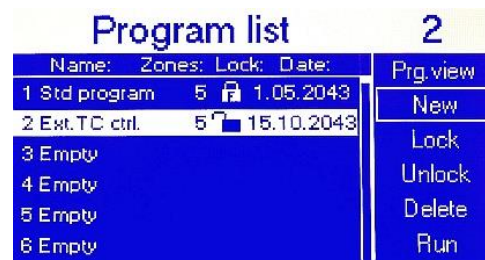 Program list 2
Name: Zones: Lock: Date:
1 Std program 5 F 1.05.2043
2 Ext.TC ctrl. 5 15.10.2043
3 Empty
4 Empty
5 Empty
6 Empty
Prg.view
New
Lock
Unlock
Delete
Run